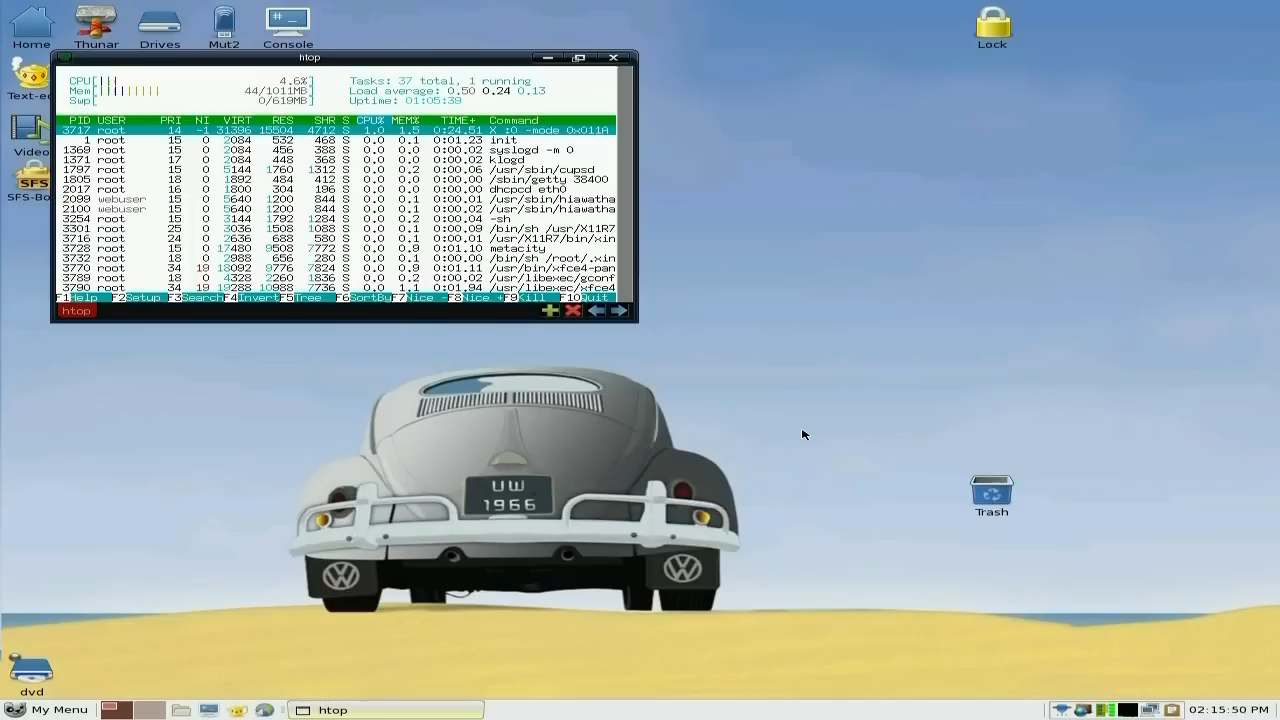 Home Thunar Drives Mut2 Console Lock
htop
CPU[||| 4.6%] Tasks: 37 total, 1 running
Mem[|||||||||| 44/1011MB] Load average: 0.50 0.24 0.13
Swp[ 0/619MB] Uptime: 01:05:39
PID USER PRI NI VIRT RES SHR S CPU% MEM% TIME+ Command
3717 root 14 -1 31396 15504 4712 S 1.0 1.5 0:24.51 X :0 -mode 0x011A
1 root 15 0 2084 532 468 S 0.0 0.1 0:01.23 init
1369 root 15 0 2084 456 388 S 0.0 0.0 0:00.02 syslogd -m 0
1371 root 17 0 2084 448 368 S 0.0 0.0 0:00.02 klogd
1797 root 15 0 5144 1760 1312 S 0.0 0.2 0:00.06 /usr/sbin/cupsd
1805 root 18 0 1892 484 412 S 0.0 0.0 0:00.00 /sbin/getty 38400
2017 root 16 0 1800 304 196 S 0.0 0.0 0:00.00 dhcpcd eth0
2099 webuser 15 0 5640 1200 844 S 0.0 0.1 0:00.01 /usr/sbin/hiawatha
2100 webuser 15 0 5640 1200 844 S 0.0 0.1 0:00.02 /usr/sbin/hiawatha
3254 root 15 0 3144 1792 1284 S 0.0 0.2 0:00.04 -sh
3301 root 25 0 3036 1508 1088 S 0.0 0.1 0:00.09 /bin/sh /usr/X11R7
3716 root 24 0 2636 688 580 S 0.0 0.1 0:00.01 /usr/X11R7/bin/xin
3728 root 15 0 17480 9508 7772 S 0.0 0.9 0:01.10 metacity
3732 root 18 0 2988 656 280 S 0.0 0.1 0:00.00 /bin/sh /root/.xin
3770 root 34 19 18092 9776 7824 S 0.0 0.9 0:01.11 /usr/bin/xfce4-pan
3789 root 18 0 4328 2260 1836 S 0.0 0.2 0:00.02 /usr/libexec/gconf
3790 root 34 19 19288 10988 7736 S 0.0 1.1 0:01.94 /usr/libexec/xfce4
F1Help F2Setup F3SearchF4InvertF5Tree F6SortByF7Nice -F8Nice +F9Kill F10Quit
htop
Text-ed
Video
SFS
SFS-Bo
UW
1966
Trash
dvd
My Menu htop 02:15:50 PM